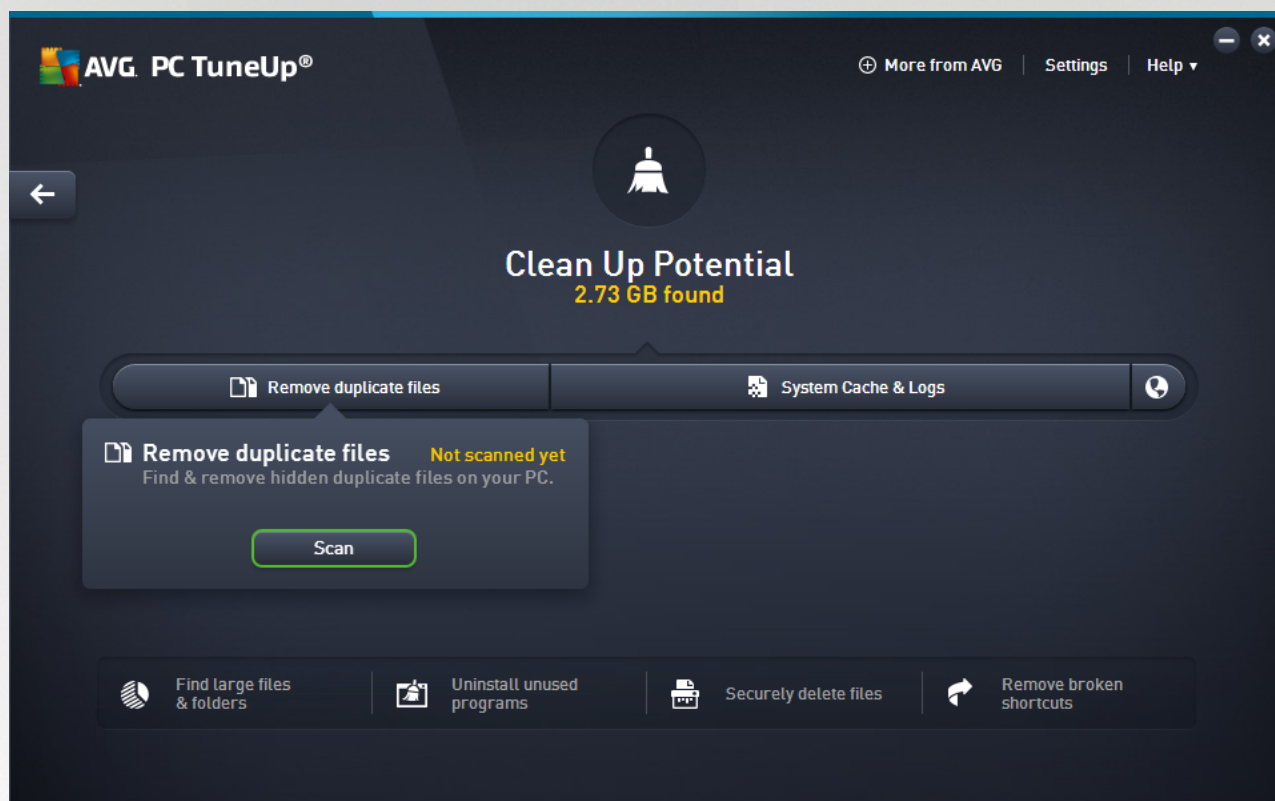 AVG. PC TuneUp®
More from AVG
Settings
Help
Clean Up Potential
2.73 GB found
Remove duplicate files
System Cache & Logs
Remove duplicate files
Not scanned yet
Find & remove hidden duplicate files on your PC.
Scan
Find large files
& folders
Uninstall unused
programs
Securely delete files
Remove broken
shortcuts